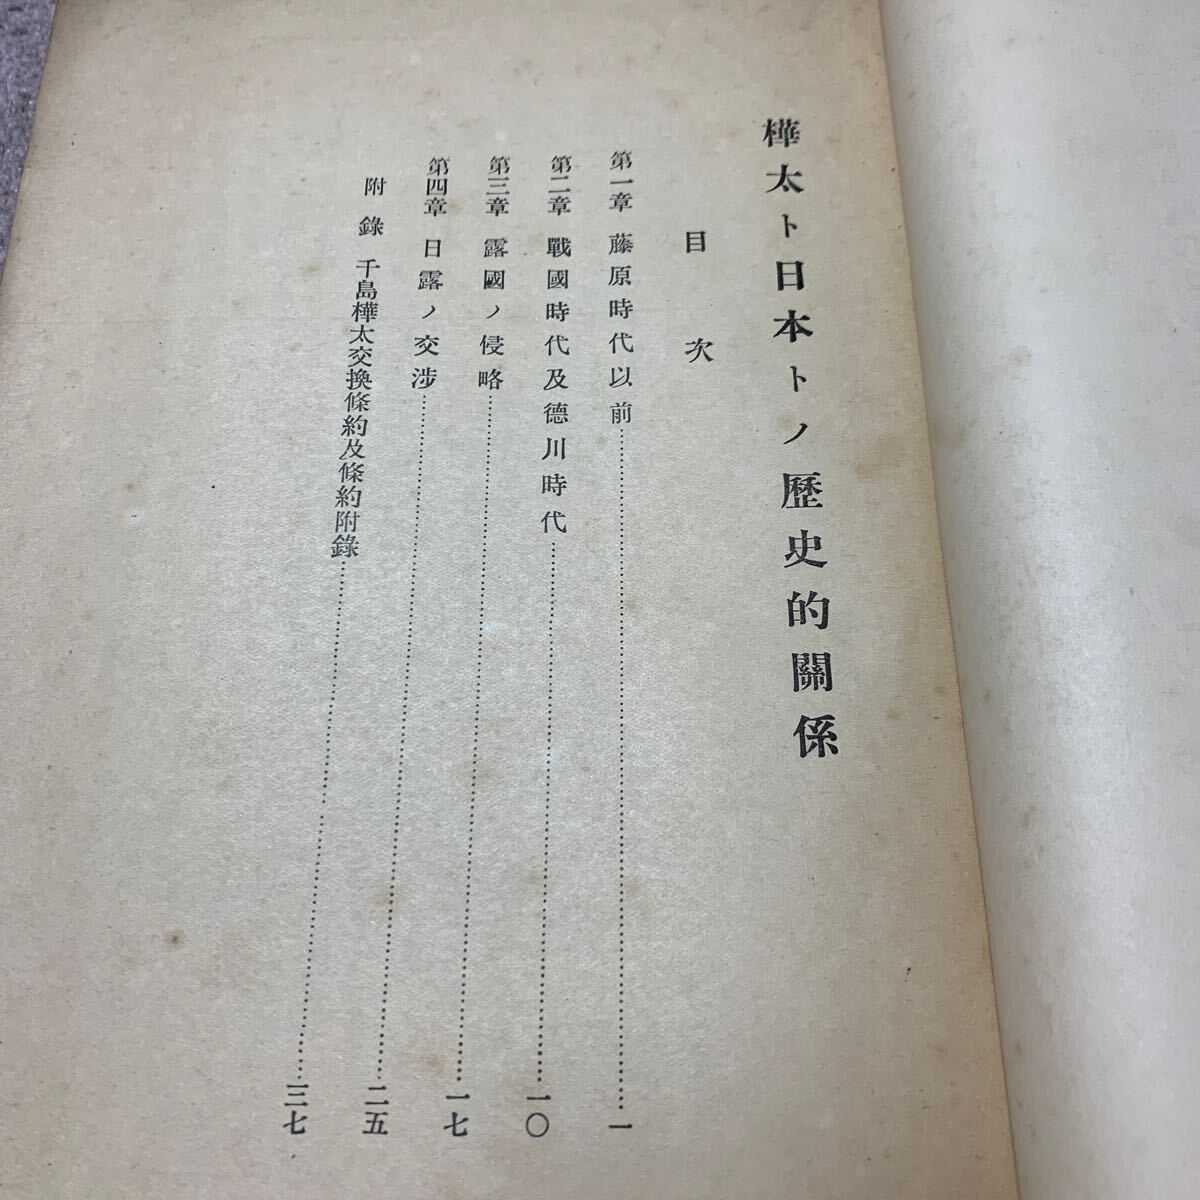 樺太ト日本トノ歷史的關係
目次
第一章 藤原時代以前……………一
第二章 戰國時代及德川時代……………一〇
第三章 露國ノ侵略……………一七
第四章 日露ノ交涉……………二五
附錄 千島樺太交換條約及條約附錄……………三七